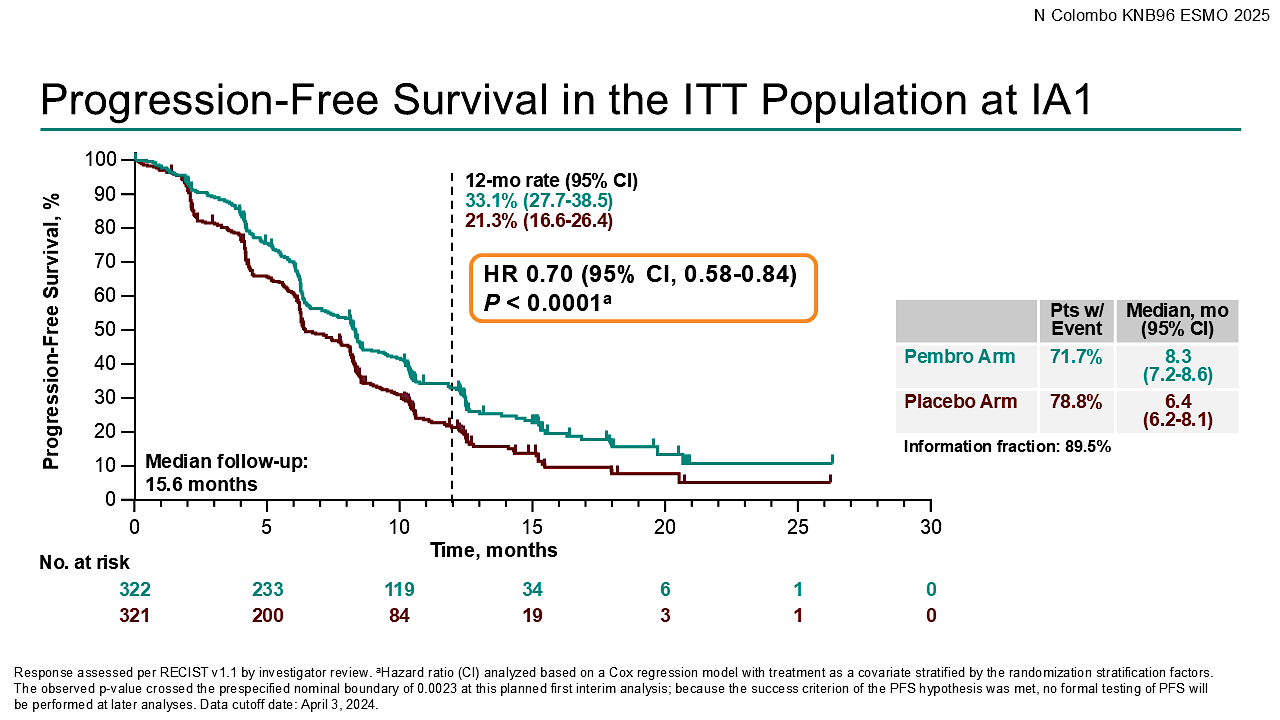 N Colombo KNB96 ESMO 2025
Progression-Free Survival in the ITT Population at IA1
Progression-Free Survival, %
100
90
80
70
60
50
40
30
20
10
0
12-mo rate (95% CI)
33.1% (27.7-38.5)
21.3% (16.6-26.4)
HR 0.70 (95% CI, 0.58-0.84)
P < 0.0001ᵃ
Median follow-up:
15.6 months
0 5 10 15 20 25 30
Time, months
Pts w/ Event Median, mo (95% CI)
Pembro Arm 71.7% 8.3 (7.2-8.6)
Placebo Arm 78.8% 6.4 (6.2-8.1)
Information fraction: 89.5%
No. at risk
322 233 119 34 6 1 0
321 200 84 19 3 1 0
Response assessed per RECIST v1.1 by investigator review. ᵃHazard ratio (CI) analyzed based on a Cox regression model with treatment as a covariate stratified by the randomization stratification factors.
The observed p-value crossed the prespecified nominal boundary of 0.0023 at this planned first interim analysis; because the success criterion of the PFS hypothesis was met, no formal testing of PFS will
be performed at later analyses. Data cutoff date: April 3, 2024.